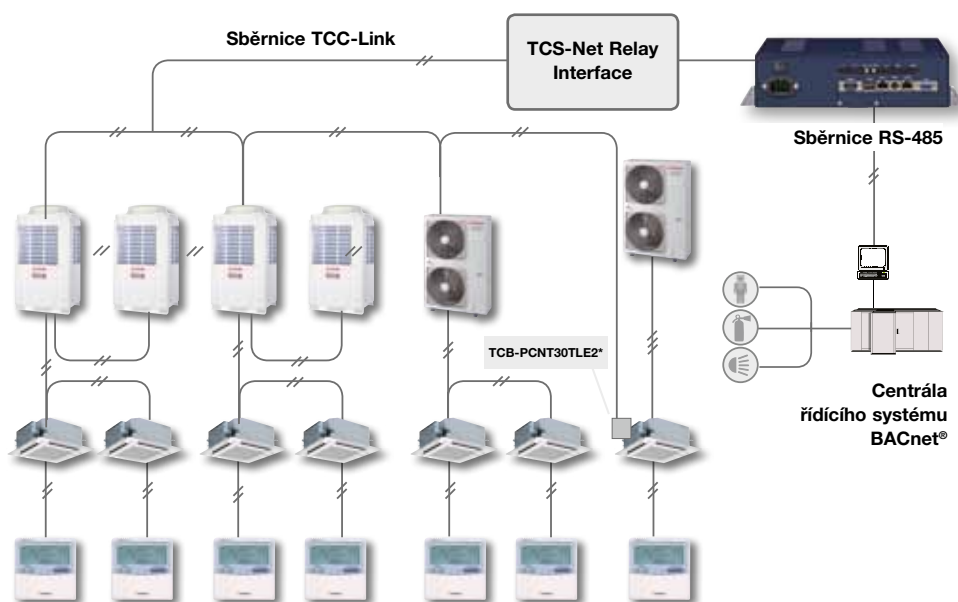 Sběrnice TCC-Link
TCS-Net Relay
Interface
Sběrnice RS-485
TCB-PCNT30TLE2*
Centrála
řídícího systému
BACnet®